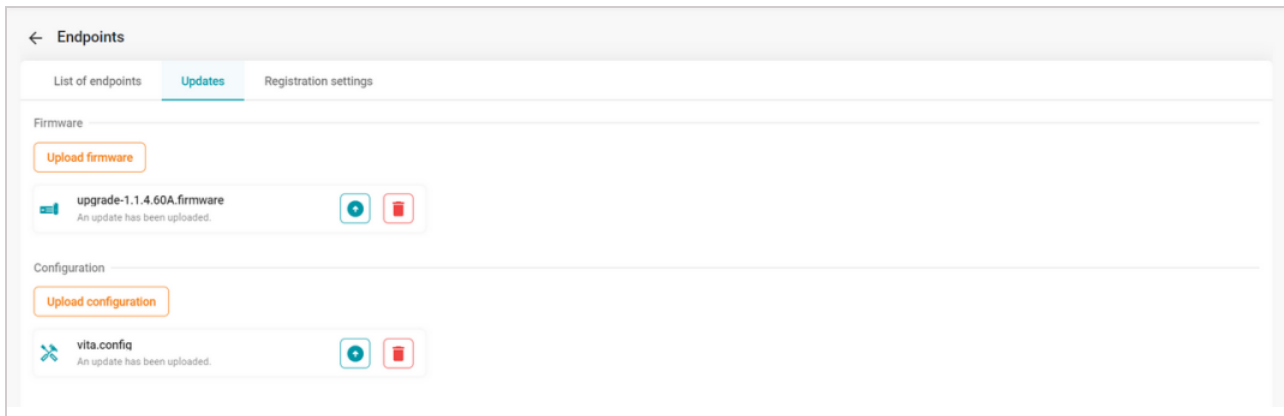 Endpoints
List of endpoints Updates Registration settings
Firmware
Upload firmware
upgrade-1.1.4.60A.firmware
An update has been uploaded.
Configuration
Upload configuration
vita.config
An update has been uploaded.